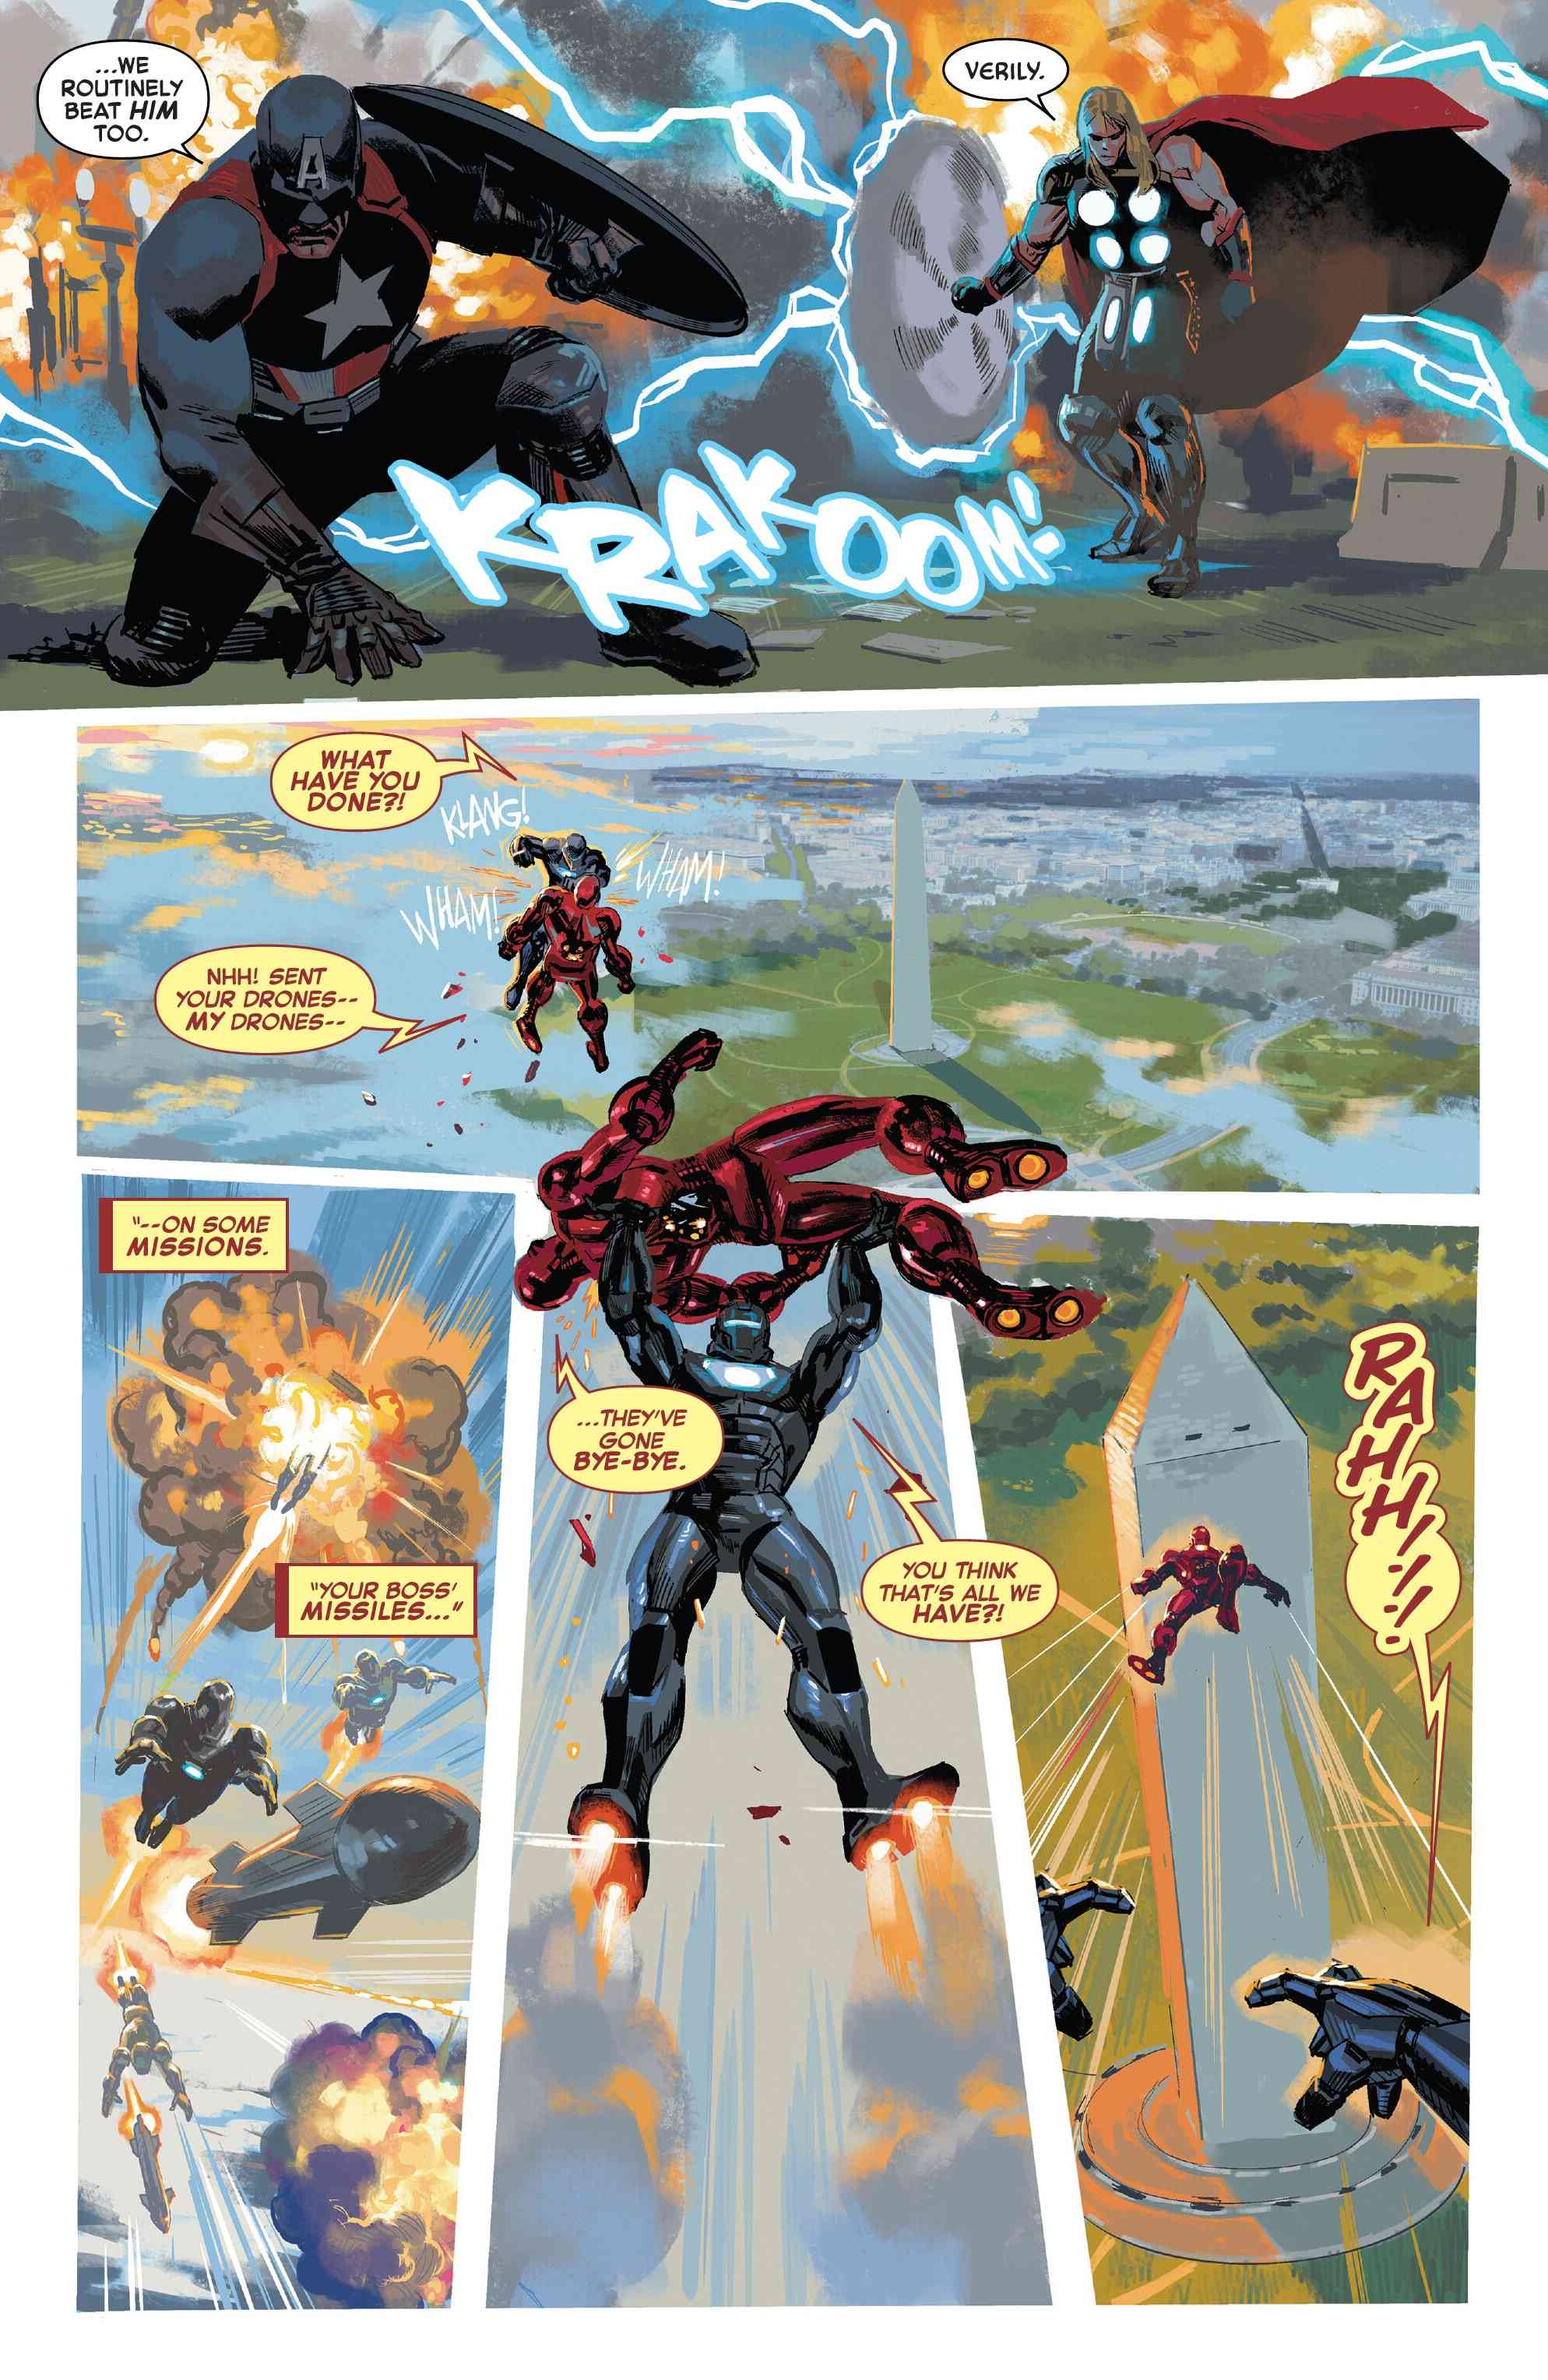 ...WE
ROUTINELY
BEAT HIM
TOO.
VERILY.
A
KRAKOOM!
WHAT
HAVE YOU
DONE?!
KLANG!
WHAM!
WHAM!
NHH! SENT
YOUR DRONES--
MY DRONES--
"--ON SOME
MISSIONS.
"YOUR BOSS'
MISSILES..."
...THEY'VE
GONE
BYE-BYE.
YOU THINK
THAT'S ALL WE
HAVE?!
RAHH!!!